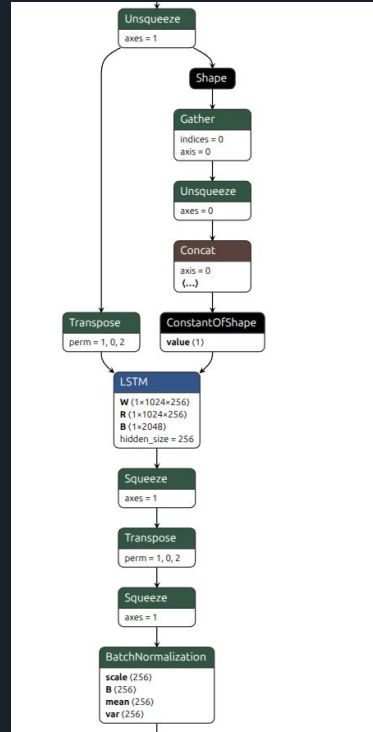 Unsqueeze
axes = 1
Shape
Gather
indices = 0
axis = 0
Unsqueeze
axes = 0
Concat
axis = 0
⟨...⟩
Transpose
perm = 1, 0, 2
ConstantOfShape
value ⟨1⟩
LSTM
W ⟨1×1024×256⟩
R ⟨1×1024×256⟩
B ⟨1×2048⟩
hidden_size = 256
Squeeze
axes = 1
Transpose
perm = 1, 0, 2
Squeeze
axes = 1
BatchNormalization
scale ⟨256⟩
B ⟨256⟩
mean ⟨256⟩
var ⟨256⟩